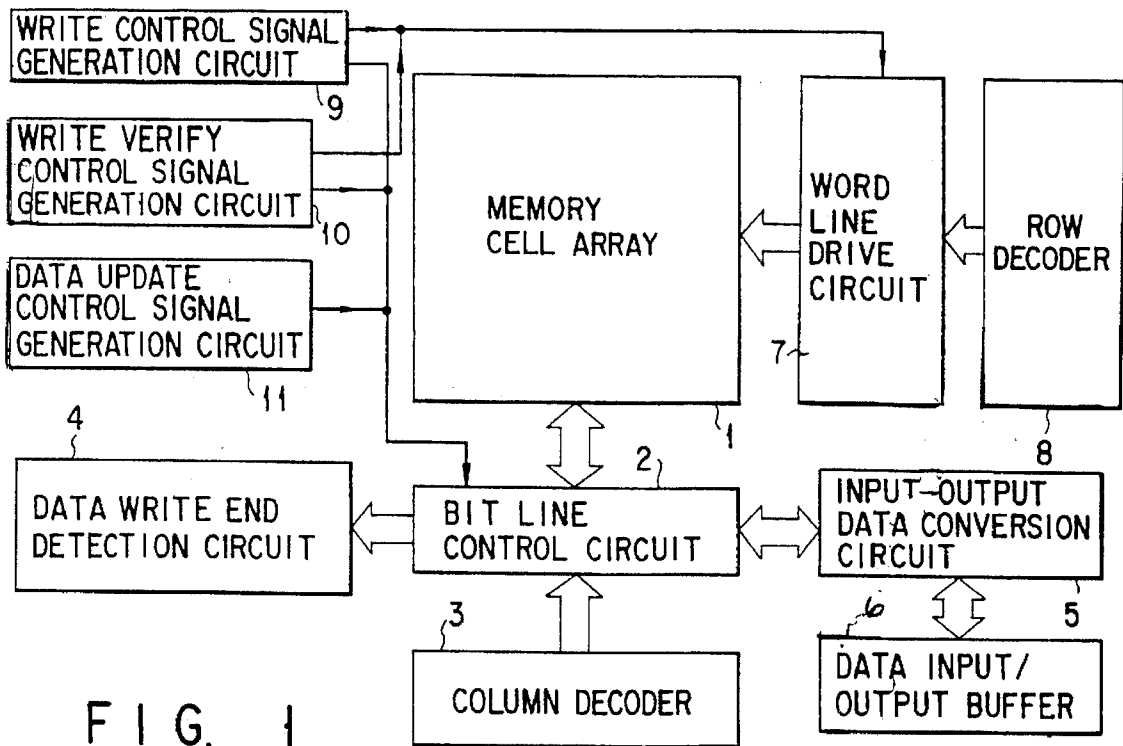 WRITE CONTROL SIGNAL
GENERATION CIRCUIT
9
WRITE VERIFY
CONTROL SIGNAL
GENERATION CIRCUIT
10
DATA UPDATE
CONTROL SIGNAL
GENERATION CIRCUIT
11
MEMORY
CELL ARRAY
1
WORD
LINE
DRIVE
CIRCUIT
7
ROW
DECODER
8
4
DATA WRITE END
DETECTION CIRCUIT
2
BIT LINE
CONTROL CIRCUIT
INPUT-OUTPUT
DATA CONVERSION
CIRCUIT
5
3
COLUMN DECODER
6
DATA INPUT/
OUTPUT BUFFER
FIG. 1